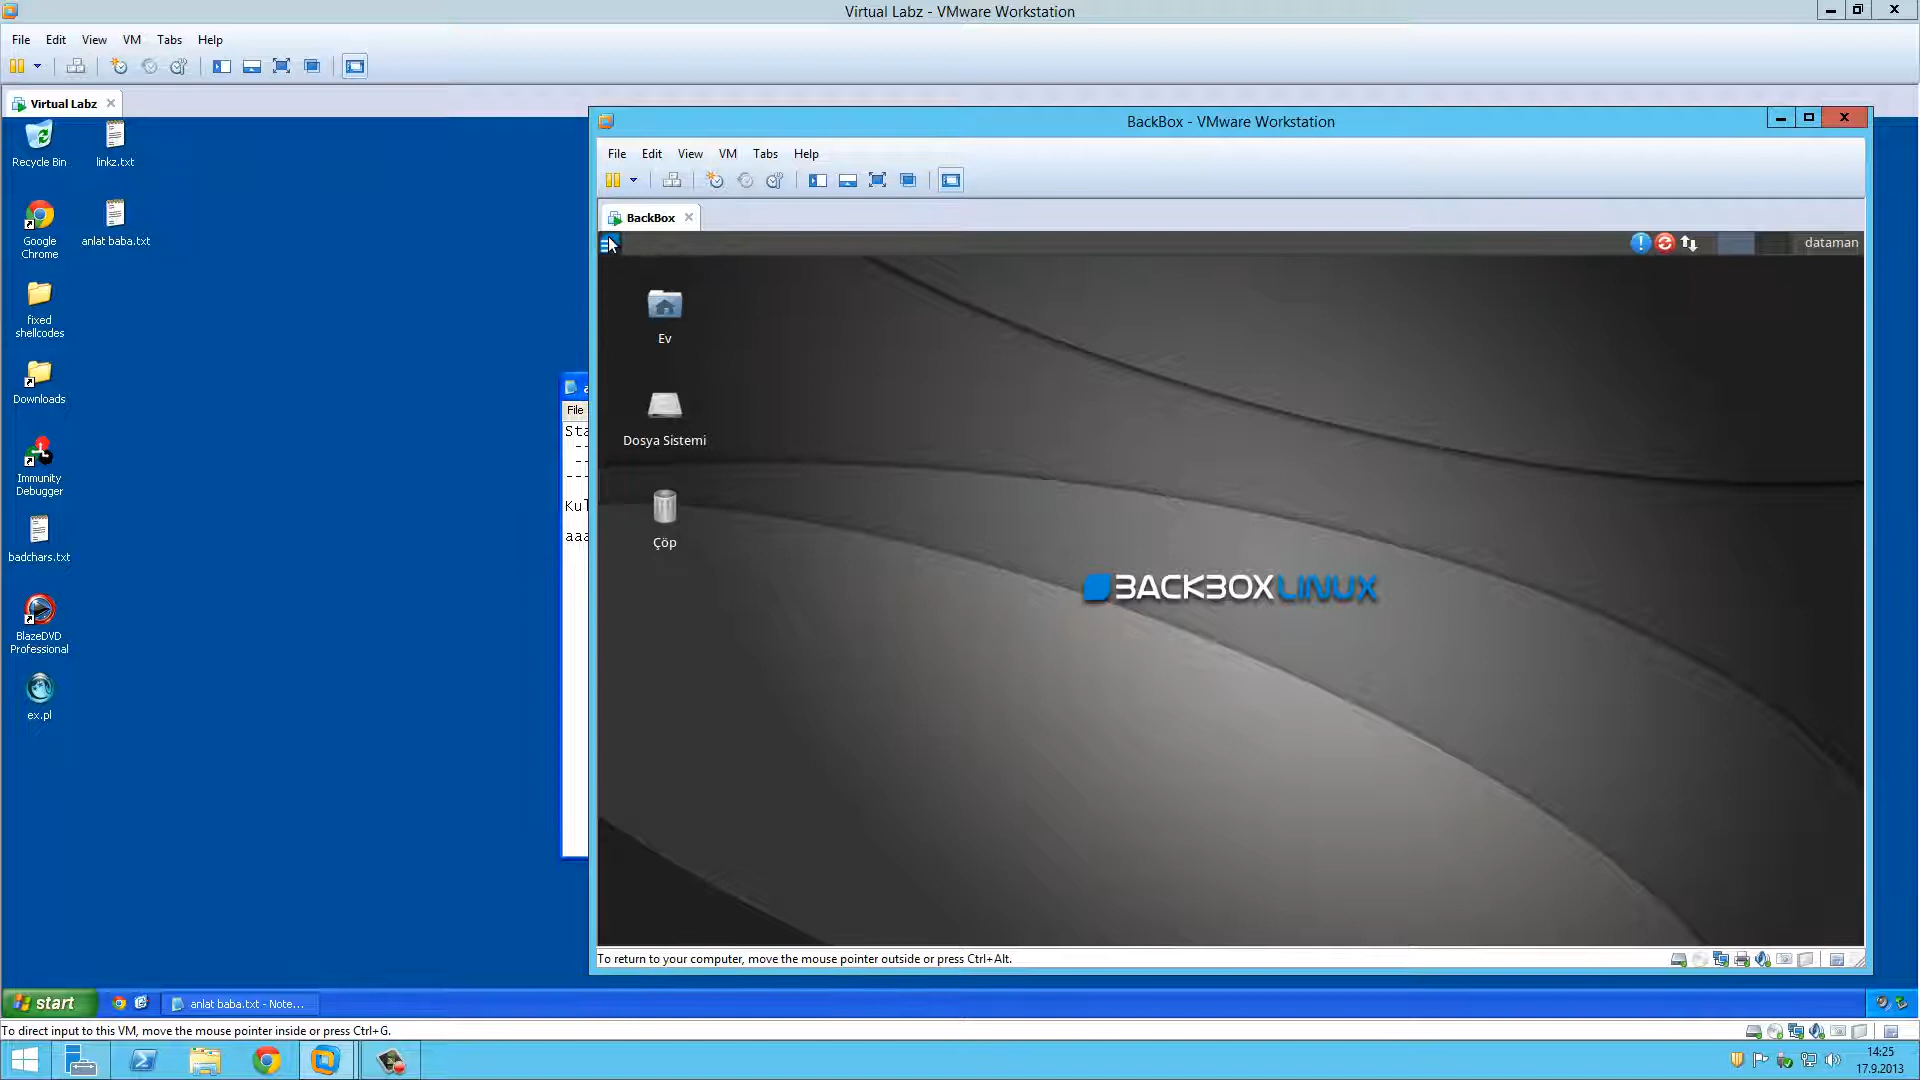 Virtual Labz - VMware Workstation
File Edit View VM Tabs Help
Virtual Labz
Recycle Bin
linkz.txt
Google Chrome
anlat baba.txt
fixed shellcodes
Downloads
Immunity Debugger
badchars.txt
BlazeDVD Professional
ex.pl
File
Sta
Kul
aaa
BackBox - VMware Workstation
File Edit View VM Tabs Help
BackBox
dataman
Ev
Dosya Sistemi
Çöp
BACKBOXLINUX
To return to your computer, move the mouse pointer outside or press Ctrl+Alt.
start
anlat baba.txt - Note...
To direct input to this VM, move the mouse pointer inside or press Ctrl+G.
14:25
17.9.2013